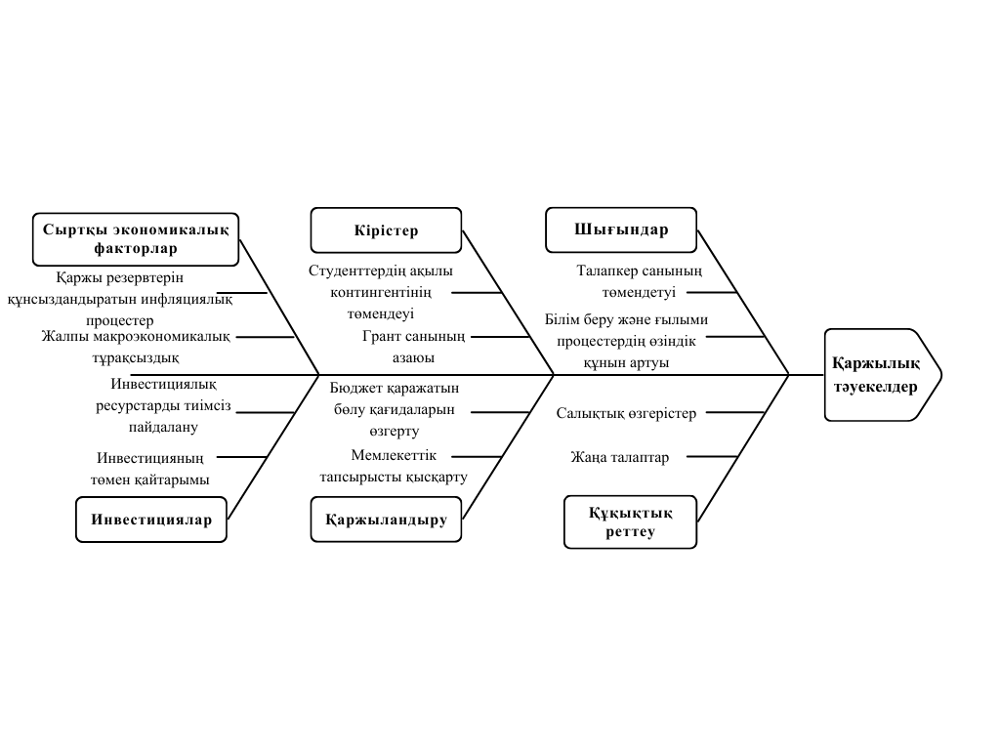 Сыртқы экономикалық
факторлар
Қаржы резервтерін
құнсыздандыратын инфляциялық
процестер
Жалпы макроэкономикалық
тұрақсыздық
Кірістер
Студенттердің ақылы
контингентінің
төмендеуі
Грант санының
азаюы
Шығындар
Талапкер санының
төмендетуі
Білім беру және ғылыми
процестердің өзіндік
құнын артуы
Қаржылық
тәуекелдер
Инвестициялық
ресурстарды тиімсіз
пайдалану
Инвестицияның
төмен қайтарымы
Инвестициялар
Бюджет қаражатын
бөлу қағидаларын
өзгерту
Мемлекеттік
тапсырысты қысқарту
Қаржыландыру
Салықтық өзгерістер
Жаңа талаптар
Құқықтық
реттеу